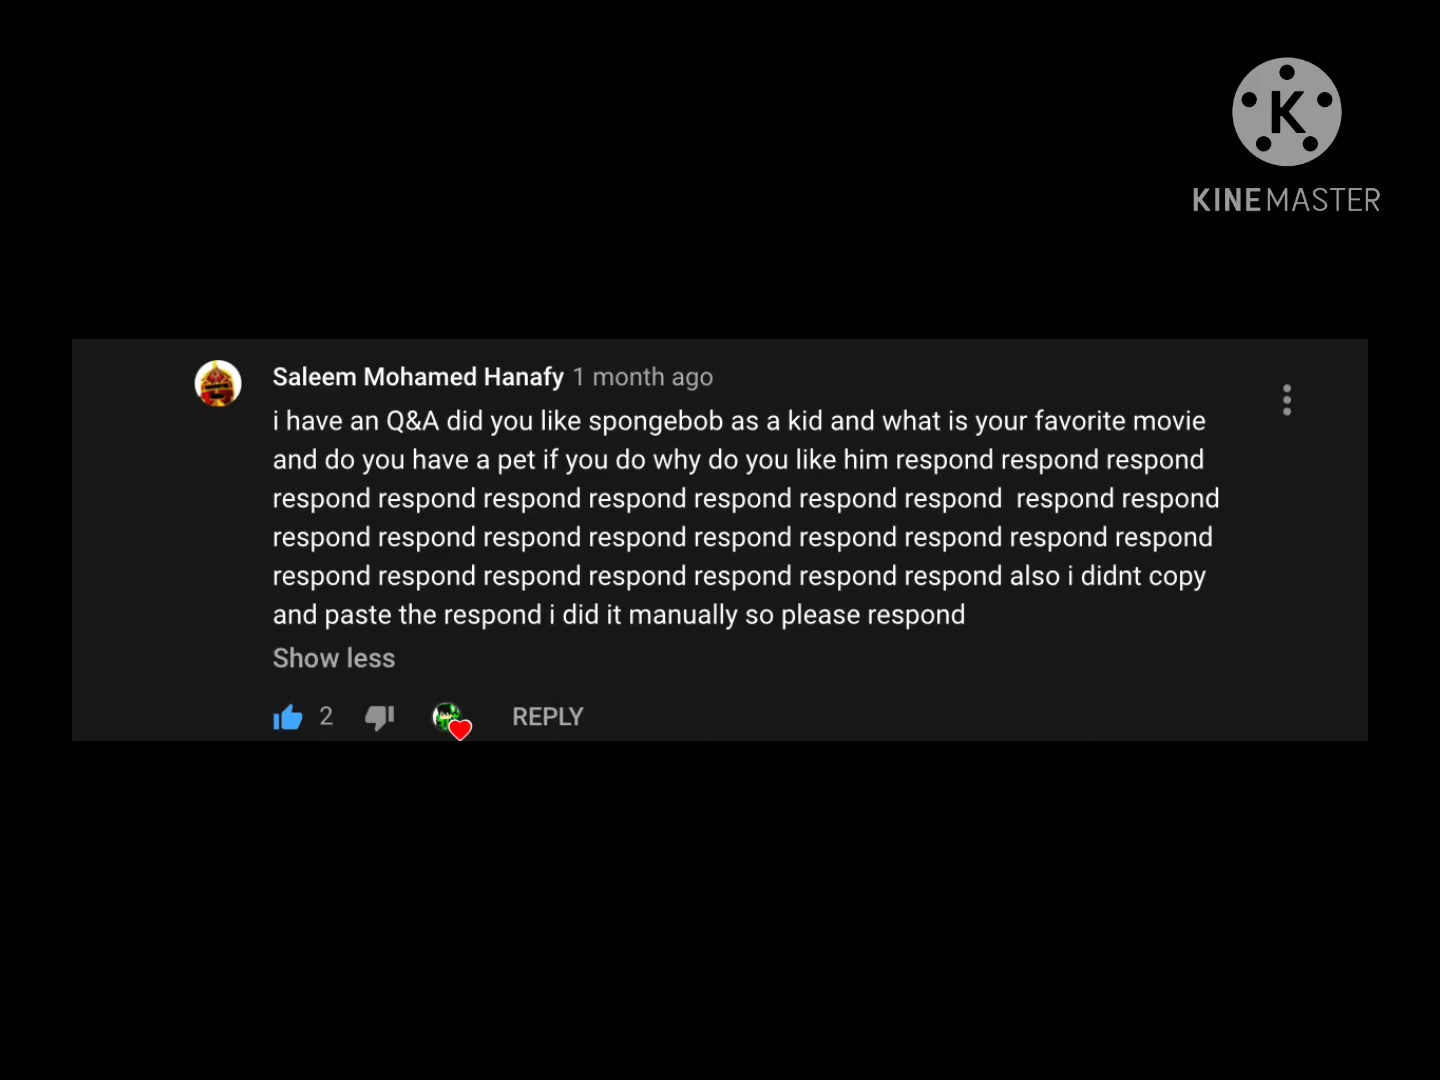 K
KINEMASTER
Saleem Mohamed Hanafy 1 month ago
i have an Q&A did you like spongebob as a kid and what is your favorite movie
and do you have a pet if you do why do you like him respond respond respond
respond respond respond respond respond respond respond  respond respond
respond respond respond respond respond respond respond respond respond
respond respond respond respond respond respond respond also i didnt copy
and paste the respond i did it manually so please respond
Show less
2
REPLY